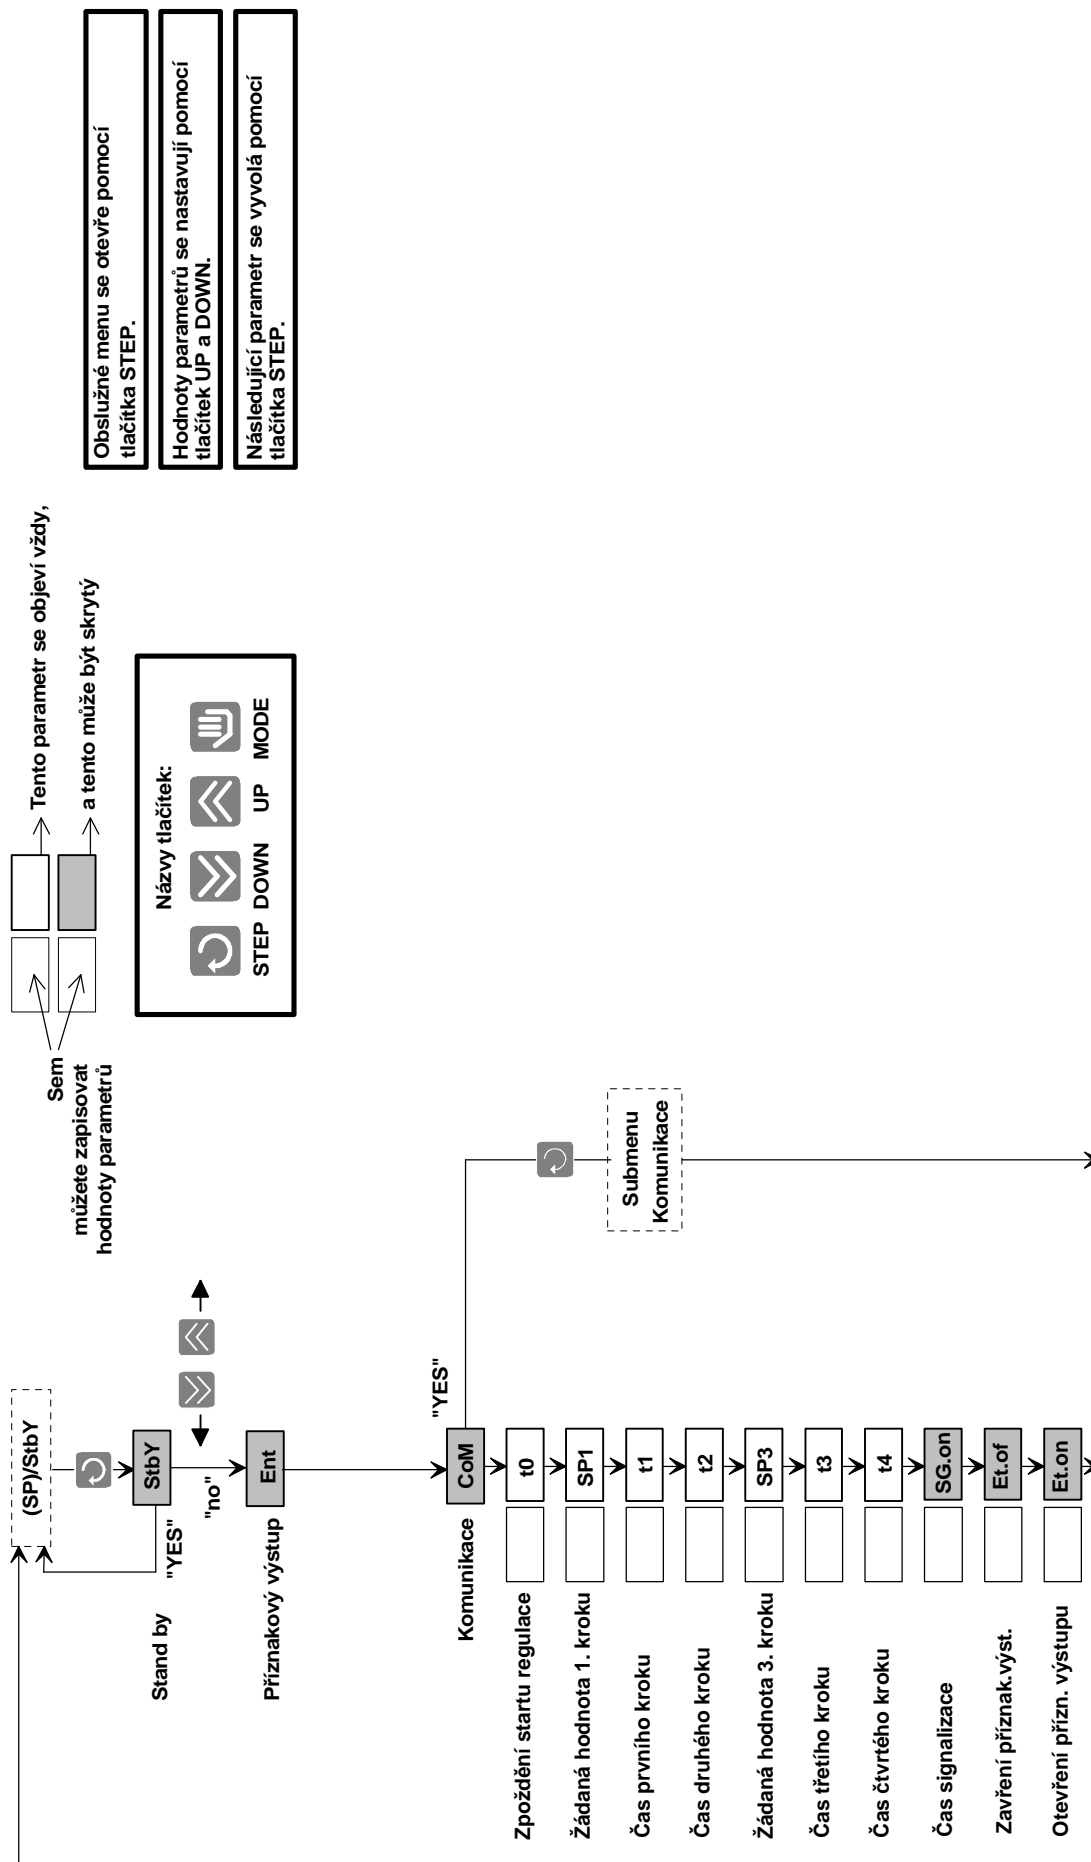 (SP)/StbY
Stand by
"YES"
StbY
"no"
Příznakový výstup
Ent
Komunikace
CoM
"YES"
Submenu
Komunikace
Zpoždění startu regulace
t0
Žádaná hodnota 1. kroku
SP1
Čas prvního kroku
t1
Čas druhého kroku
t2
Žádaná hodnota 3. kroku
SP3
Čas třetího kroku
t3
Čas čtvrtého kroku
t4
Čas signalizace
SG.on
Zavření příznak.výst.
Et.of
Otevření přízn. výstupu
Et.on
Sem
můžete zapisovat
hodnoty parametrů
Tento parametr se objeví vždy,
a tento může být skrytý
Názvy tlačítek:
STEP DOWN UP MODE
Obslužné menu se otevře pomocí
tlačítka STEP.
Hodnoty parametrů se nastavují pomocí
tlačítek UP a DOWN.
Následující parametr se vyvolá pomocí
tlačítka STEP.